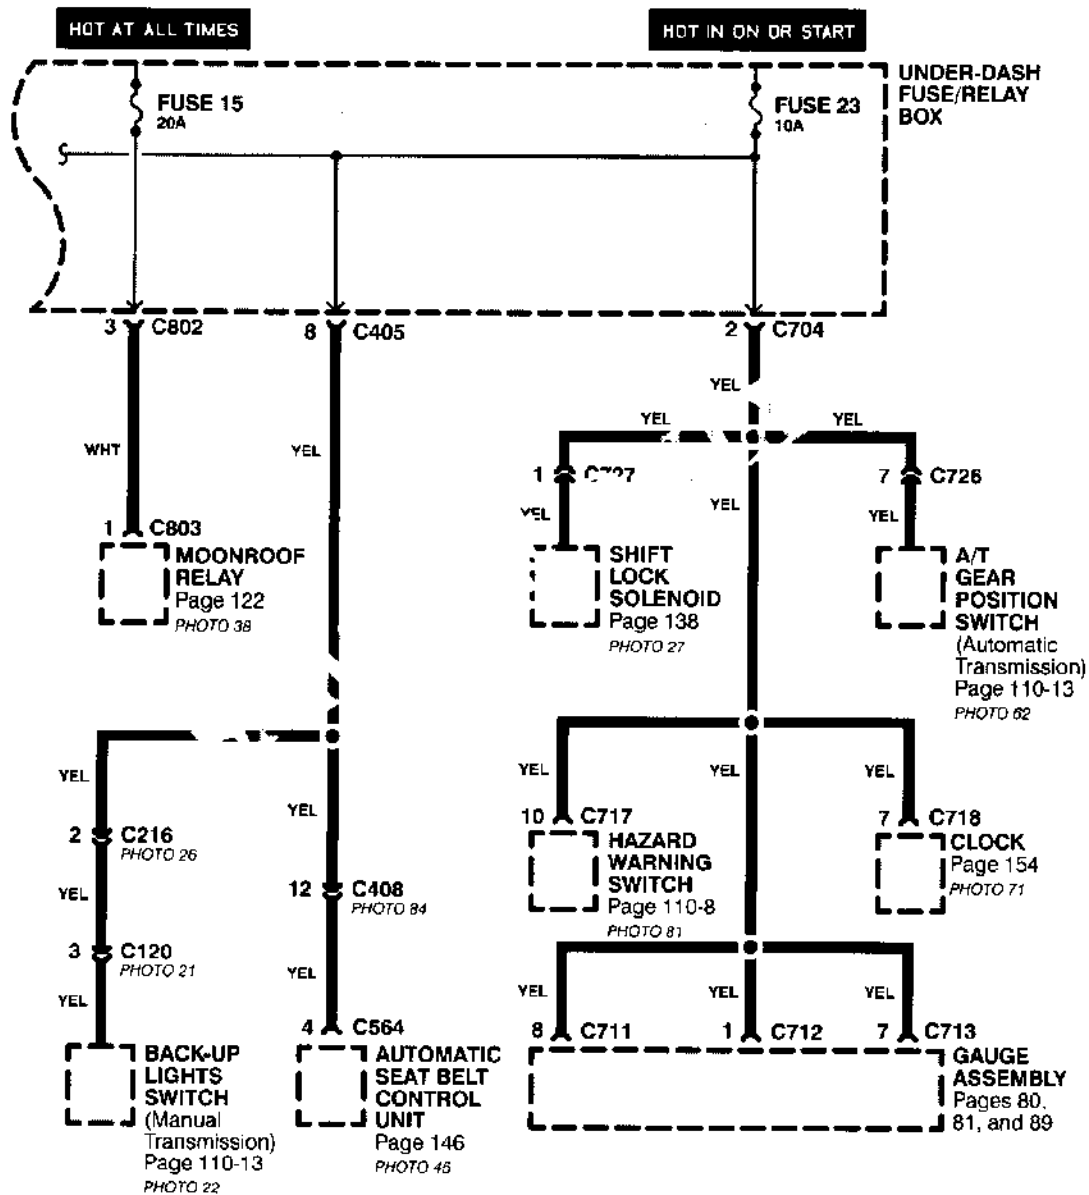 HOT AT ALL TIMES
HOT IN ON OR START
FUSE 15
20A
FUSE 23
10A
UNDER-DASH
FUSE/RELAY
BOX
3 C802
8 C405
2 C704
YEL
YEL
YEL
WHT
YEL
1
7 C726
YEL
YEL
YEL
1 C803
MOONROOF
RELAY
Page 122
PHOTO 38
SHIFT
LOCK
SOLENOID
Page 138
PHOTO 27
A/T
GEAR
POSITION
SWITCH
(Automatic
Transmission)
Page 110-13
PHOTO 62
YEL
YEL
YEL
YEL
YEL
2 C216
PHOTO 26
10 C717
HAZARD
WARNING
SWITCH
Page 110-8
PHOTO 81
7 C718
CLOCK
Page 154
PHOTO 71
YEL
12 C408
PHOTO 84
3 C120
PHOTO 21
YEL
YEL
YEL
YEL
YEL
4 C564
8 C711
1 C712
7 C713
BACK-UP
LIGHTS
SWITCH
(Manual
Transmission)
Page 110-13
PHOTO 22
AUTOMATIC
SEAT BELT
CONTROL
UNIT
Page 146
PHOTO 46
GAUGE
ASSEMBLY
Pages 80,
81, and 89